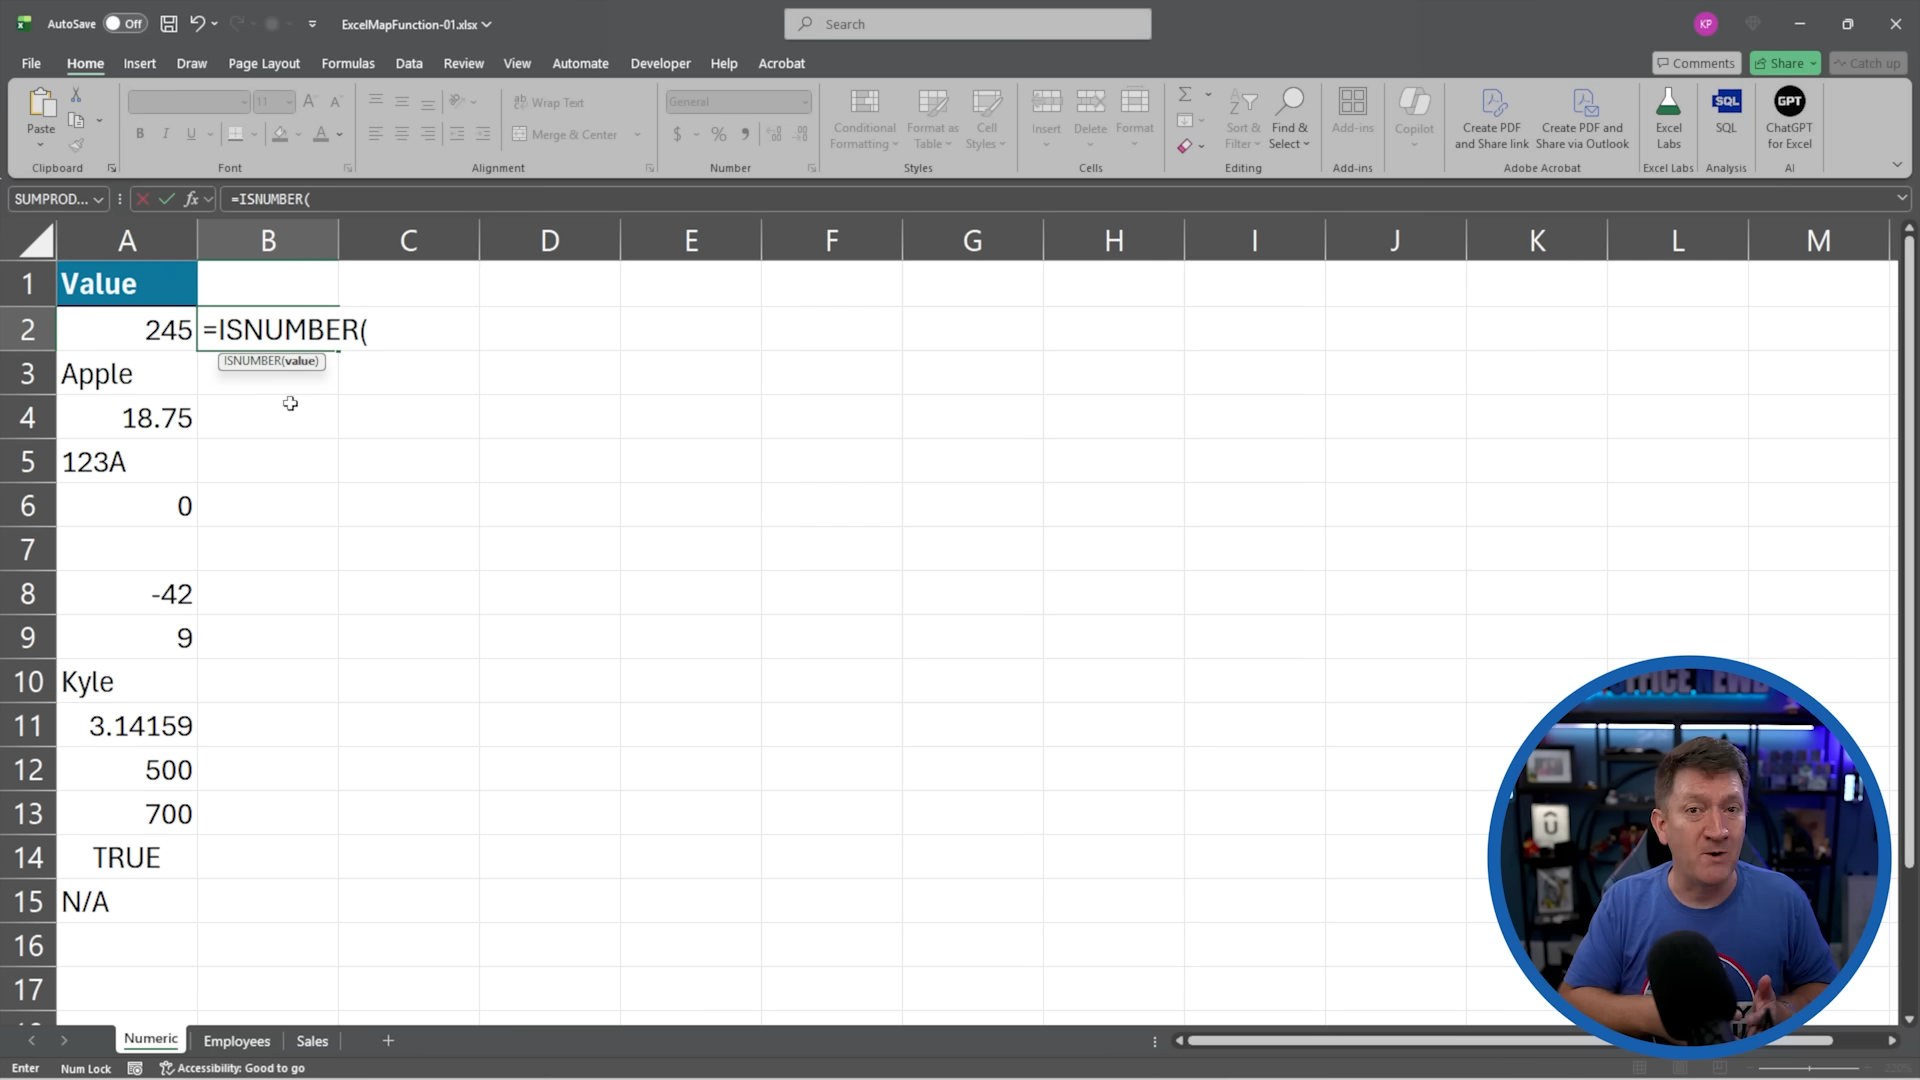 AutoSave Off ExcelMapFunction-01.xlsx Search KP
File Home Insert Draw Page Layout Formulas Data Review View Automate Developer Help Acrobat Comments Share Catch up
Paste 11 B I U Wrap Text Merge & Center General $ % Conditional Formatting Format as Table Cell Styles Insert Delete Format Sort & Filter Find & Select Add-ins Copilot Create PDF and Share link Create PDF and Share via Outlook Excel Labs SQL SQL GPT ChatGPT for Excel
Clipboard Font Alignment Number Styles Cells Editing Add-ins Adobe Acrobat Excel Labs Analysis AI
SUMPROD... fx =ISNUMBER(
A B C D E F G H I J K L M
1 Value
2 245 =ISNUMBER(
ISNUMBER(value)
3 Apple
4 18.75
5 123A
6 0
7
8 -42
9 9
10 Kyle
11 3.14159
12 500
13 700
14 TRUE
15 N/A
16
17
Numeric Employees Sales
Enter Num Lock Accessibility: Good to go